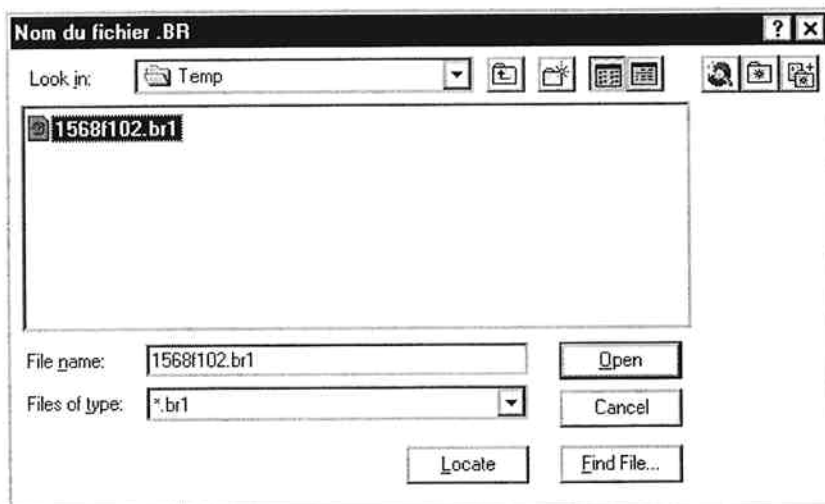 Nom du fichier .BR
Look in: Temp
1568f102.br1
File name: 1568f102.br1 Open
Files of type: *.br1 Cancel
Locate Find File...